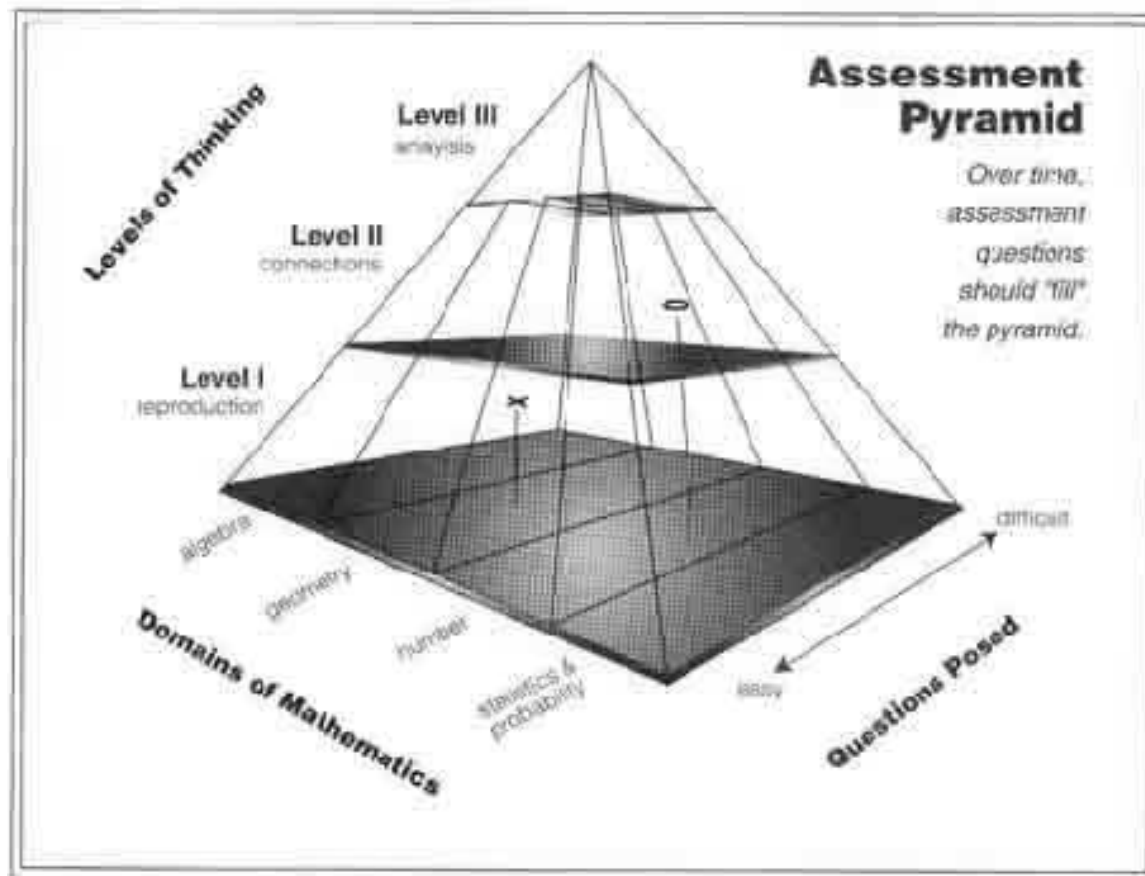 Assessment
Pyramid
Over time,
assessment
questions
should "fill"
the pyramid.
Levels of Thinking
Level III
analysis
Level II
connections
Level I
reproduction
x
0
algebra
geometry
number
statistics &
probability
Domains of Mathematics
difficult
easy
Questions Posed